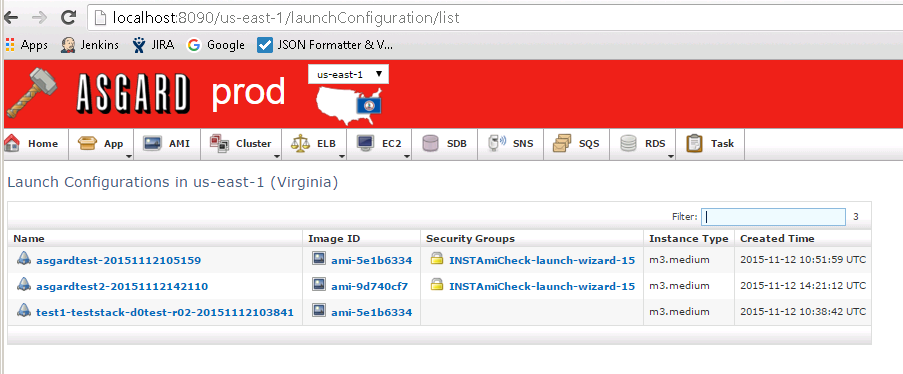 localhost:8090/us-east-1/launchConfiguration/list
Apps Jenkins JIRA Google JSON Formatter & V...
ASGARD prod us-east-1
Home App AMI Cluster ELB EC2 SDB SNS SQS RDS Task
Launch Configurations in us-east-1 (Virginia)
Filter: 3
Name Image ID Security Groups Instance Type Created Time
asgardtest-20151112105159 ami-5e1b6334 INSTAmiCheck-launch-wizard-15 m3.medium 2015-11-12 10:51:59 UTC
asgardtest2-20151112142110 ami-9d740cf7 INSTAmiCheck-launch-wizard-15 m3.medium 2015-11-12 14:21:12 UTC
test1-teststack-d0test-r02-20151112103841 ami-5e1b6334 m3.medium 2015-11-12 10:38:42 UTC